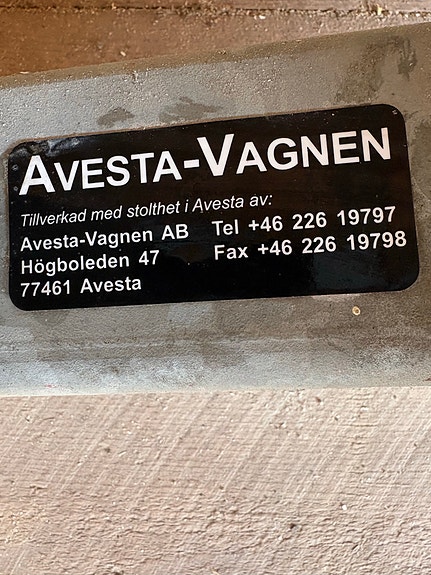 AVESTA-VAGNEN
Tillverkad med stolthet i Avesta av:
Avesta-Vagnen AB Tel +46 226 19797
Högboleden 47 Fax +46 226 19798
77461 Avesta